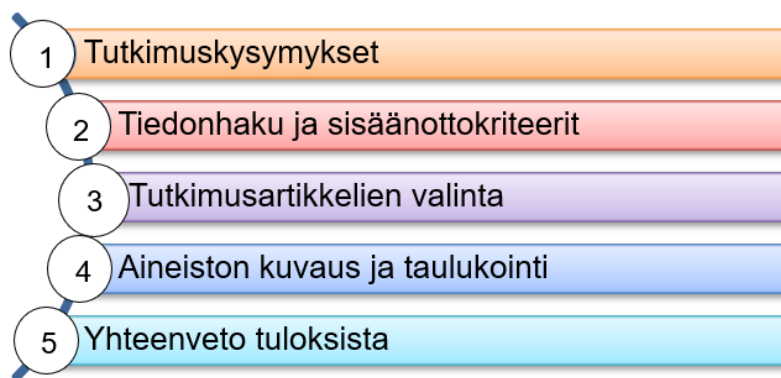 1 Tutkimuskysymykset
2 Tiedonhaku ja sisäänottokriteerit
3 Tutkimusartikkelien valinta
4 Aineiston kuvaus ja taulukointi
5 Yhteenveto tuloksista